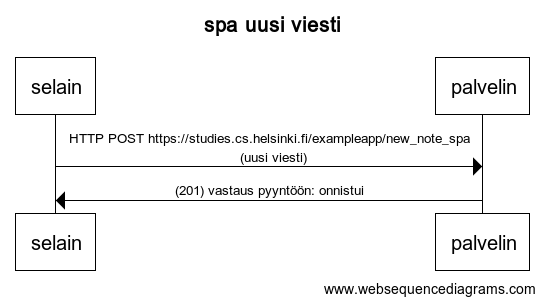 spa uusi viesti
selain
palvelin
HTTP POST https://studies.cs.helsinki.fi/exampleapp/new_note_spa
(uusi viesti)
(201) vastaus pyyntöön: onnistui
selain
palvelin
www.websequencediagrams.com